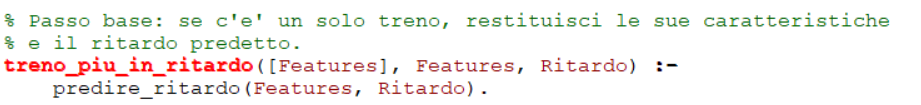 % Passo base: se c'e' un solo treno, restituisci le sue caratteristiche
% e il ritardo predetto.
treno_piu_in_ritardo([Features], Features, Ritardo) :-
    predire_ritardo(Features, Ritardo).